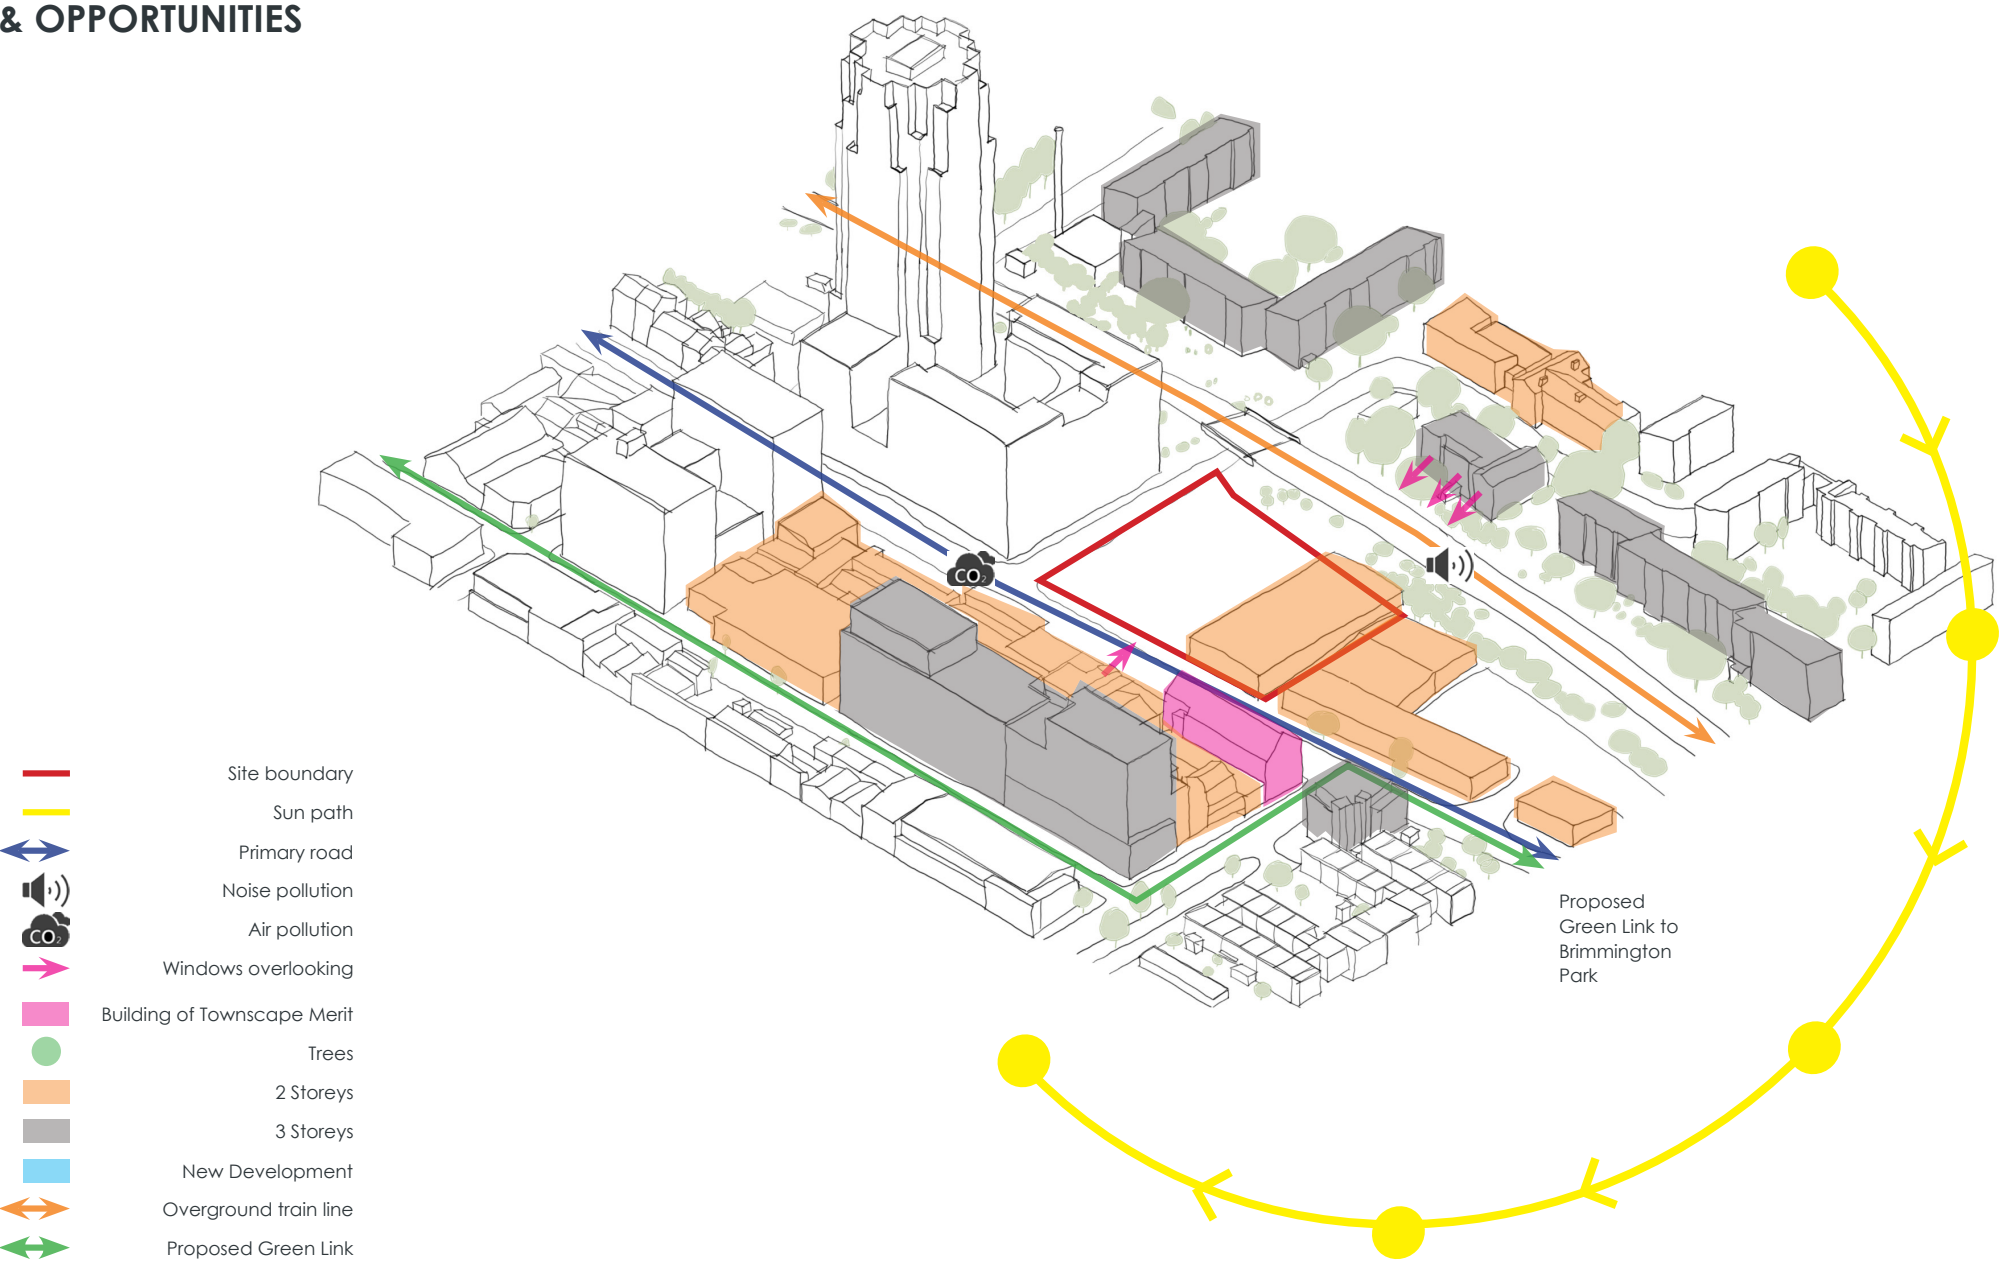 & OPPORTUNITIES
CO2
CO2
Site boundary
Sun path
Primary road
Noise pollution
Air pollution
Windows overlooking
Building of Townscape Merit
Trees
2 Storeys
3 Storeys
New Development
Overground train line
Proposed Green Link
Proposed
Green Link to
Brimmington
Park